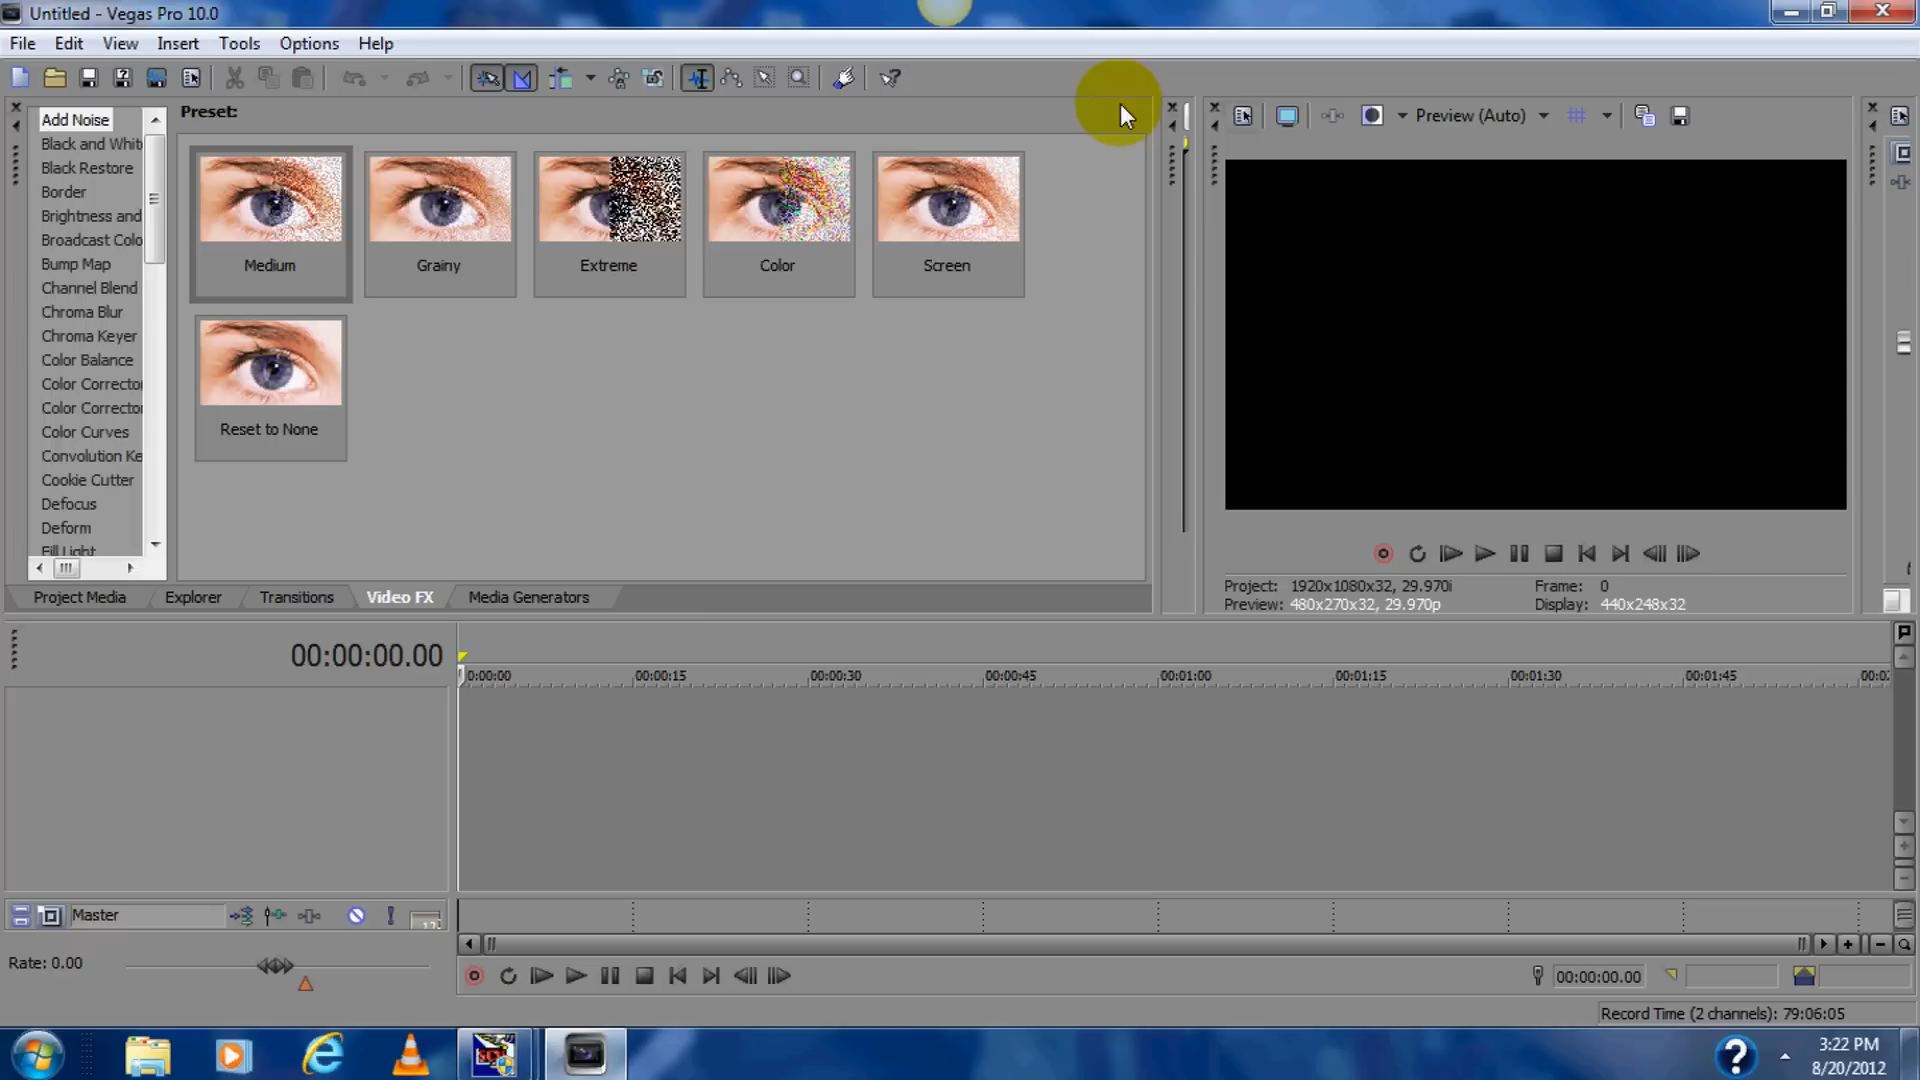 Untitled - Vegas Pro 10.0
File Edit View Insert Tools Options Help
Preview (Auto)
Preset:
Add Noise
Black and Whit
Black Restore
Border
Brightness and
Broadcast Colo
Bump Map
Channel Blend
Chroma Blur
Chroma Keyer
Color Balance
Color Correcto
Color Correcto
Color Curves
Convolution Ke
Cookie Cutter
Defocus
Deform
Fill Light
Medium
Grainy
Extreme
Color
Screen
Reset to None
Project Media Explorer Transitions Video FX Media Generators
Project: 1920x1080x32, 29.970i Frame: 0
Preview: 480x270x32, 29.970p Display: 440x248x32
00:00:00.00
0:00:00 00:00:15 00:00:30 00:00:45 00:01:00 00:01:15 00:01:30 00:01:45 00:02
Master
Rate: 0.00
00:00:00.00
Record Time (2 channels): 79:06:05
3:22 PM
8/20/2012